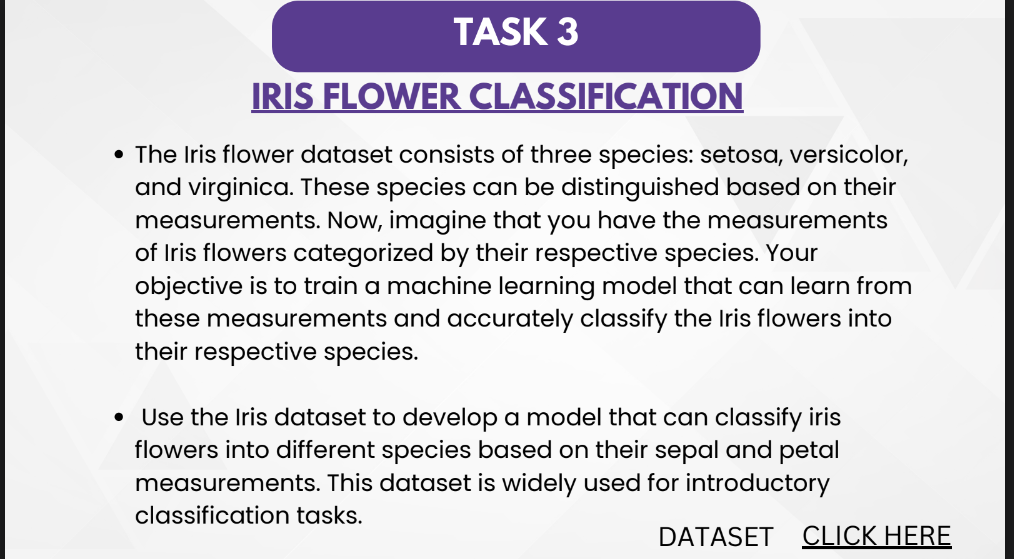 TASK 3
IRIS FLOWER CLASSIFICATION
• The Iris flower dataset consists of three species: setosa, versicolor,
and virginica. These species can be distinguished based on their
measurements. Now, imagine that you have the measurements
of Iris flowers categorized by their respective species. Your
objective is to train a machine learning model that can learn from
these measurements and accurately classify the Iris flowers into
their respective species.
• Use the Iris dataset to develop a model that can classify iris
flowers into different species based on their sepal and petal
measurements. This dataset is widely used for introductory
classification tasks.
DATASET CLICK HERE